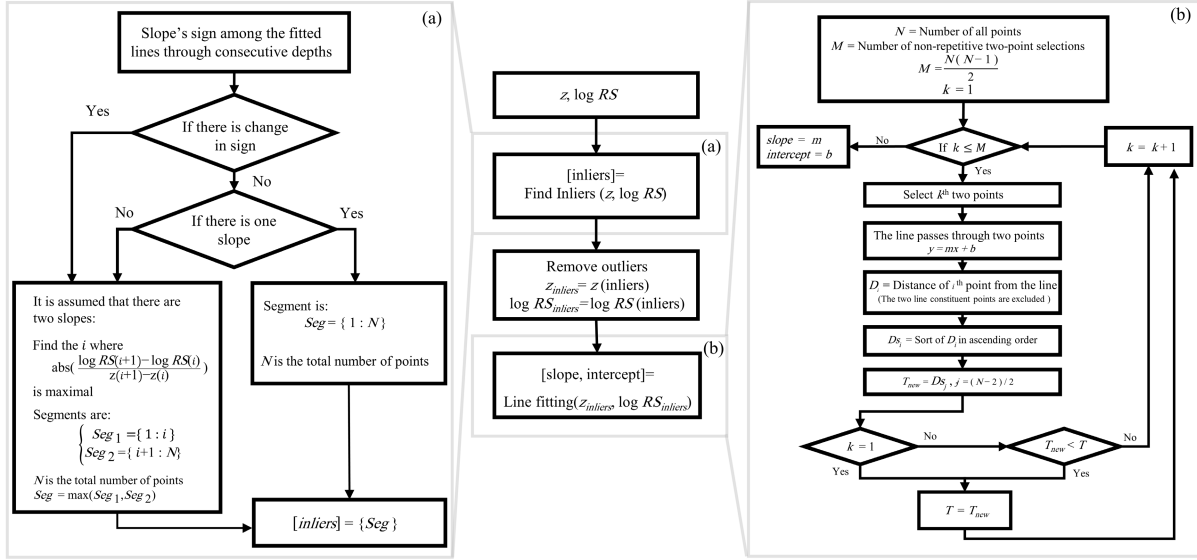 (a)
Slope's sign among the fitted
lines through consecutive depths
Yes
If there is change
in sign
No
No
If there is one
slope
Yes
It is assumed that there are
two slopes:
Find the i where
abs( (log RS(i+1)−log RS(i)) / (z(i+1)−z(i)) )
is maximal
Segments are:
Seg1 ={ 1 : i }
Seg2 ={ i+1 : N}
N is the total number of points
Seg = max(Seg1, Seg2)
Segment is:
Seg = { 1 : N}
N is the total number of points
[inliers] = {Seg }
z, log RS
(a)
[inliers]=
Find Inliers (z, log RS)
Remove outliers
zinliers= z (inliers)
log RSinliers=log RS (inliers)
(b)
[slope, intercept]=
Line fitting(zinliers, log RSinliers)
(b)
N = Number of all points
M = Number of non-repetitive two-point selections
M = N( N− 1 ) / 2
k = 1
slope = m
intercept = b
No
If k ≤ M
k = k + 1
Yes
Select kth two points
The line passes through two points
y = mx + b
Di = Distance of ith point from the line
(The two line constituent points are excluded )
Dsi = Sort of Di in ascending order
Tnew = Dsj , j = ( N − 2 ) / 2
k = 1
No
Tnew < T
No
Yes
Yes
T = Tnew